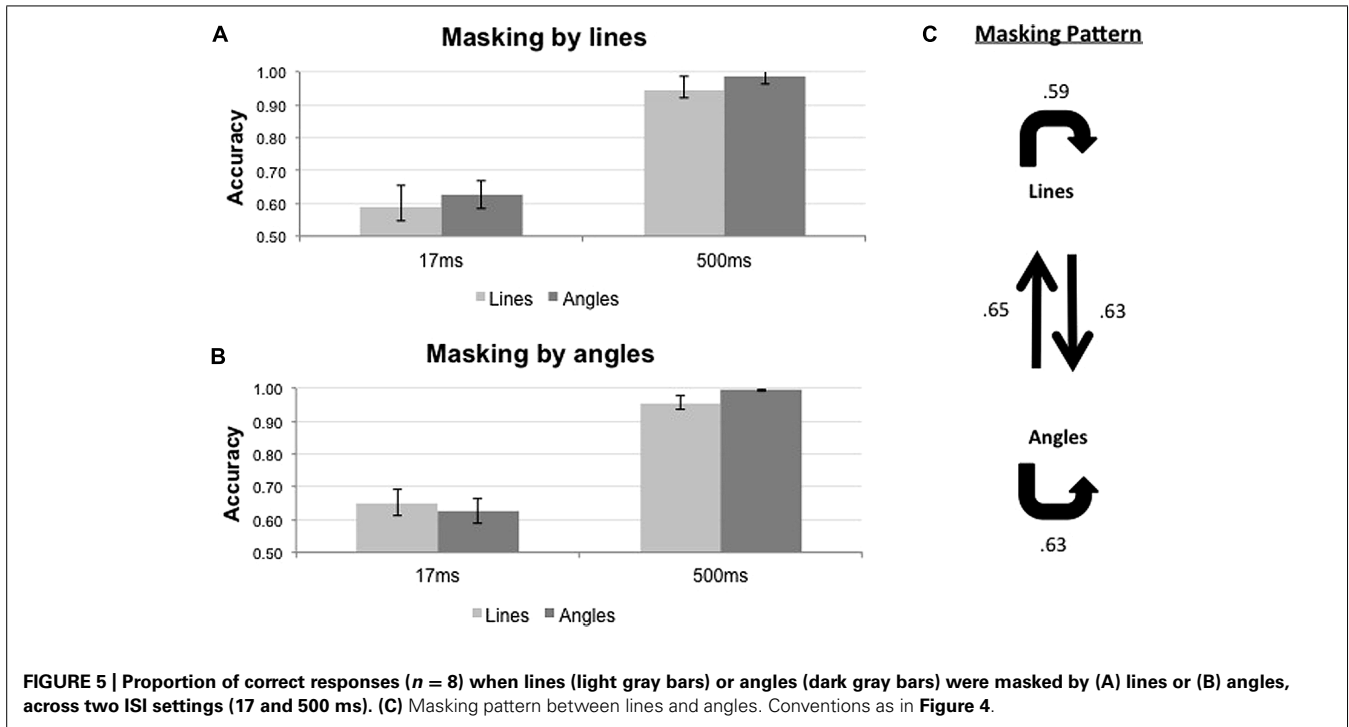 A
Masking by lines
Accuracy
1.00
0.90
0.80
0.70
0.60
0.50
17ms
500ms
Lines Angles
B
Masking by angles
Accuracy
1.00
0.90
0.80
0.70
0.60
0.50
17ms
500ms
Lines Angles
C
Masking Pattern
.59
Lines
.65
.63
Angles
.63
FIGURE 5 | Proportion of correct responses (n = 8) when lines (light gray bars) or angles (dark gray bars) were masked by (A) lines or (B) angles,
across two ISI settings (17 and 500 ms). (C) Masking pattern between lines and angles. Conventions as in Figure 4.